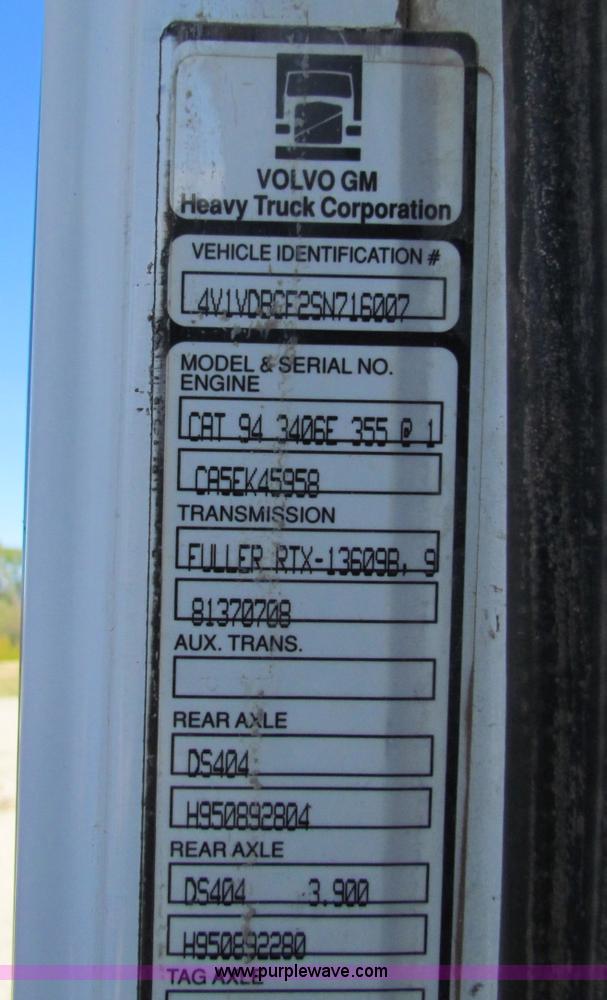 VOLVO GM
Heavy Truck Corporation
VEHICLE IDENTIFICATION #
4V1VDBCF2SN716007
MODEL & SERIAL NO.
ENGINE
CAT 94 3406E 355 @ 1
CA5EK45958
TRANSMISSION
FULLER RTX-13609B, 9
81370708
AUX. TRANS.
REAR AXLE
DS404
H950892804
REAR AXLE
DS404 3.900
H950892280
TAG AXLE
www.purplewave.com